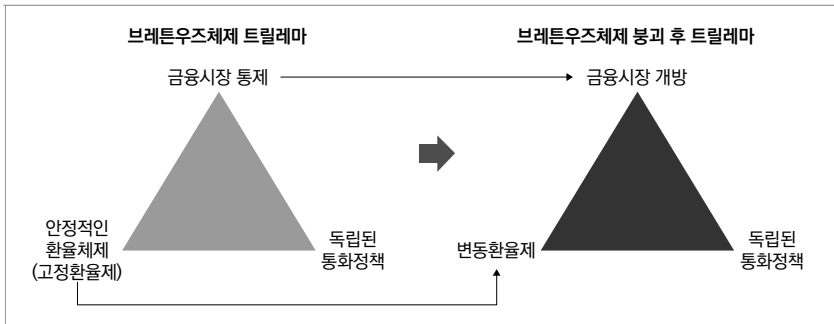 브레튼우즈체제 트릴레마
금융시장 통제
안정적인
환율체제
(고정환율제)
독립된
통화정책
브레튼우즈체제 붕괴 후 트릴레마
금융시장 개방
변동환율제
독립된
통화정책